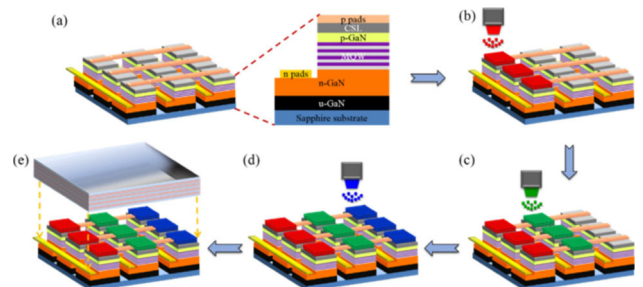 (a)
p pads
CSL
p-GaN
MQW
n pads
n-GaN
u-GaN
Sapphire substrate
(b)
(e)
(d)
(c)